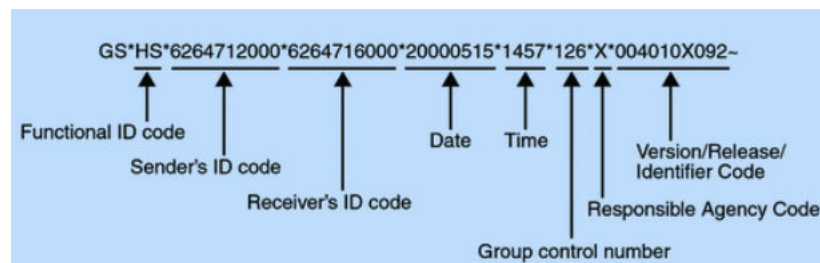 GS*HS*6264712000*6264716000*20000515*1457*126*X*004010X092~
Functional ID code
Date
Time
Version/Release/
Identifier Code
Sender's ID code
Receiver's ID code
Responsible Agency Code
Group control number